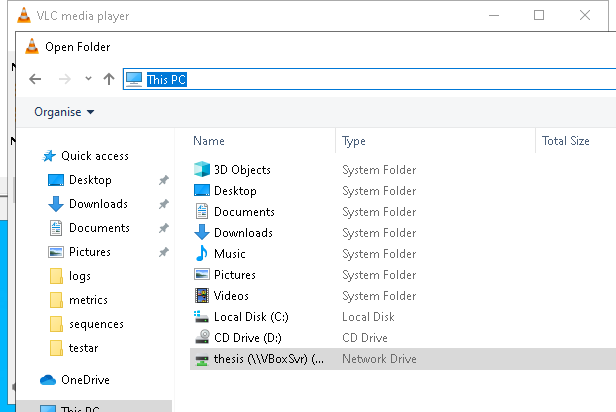 VLC media player
Open Folder
This PC
Organise
Name Type Total Size
Quick access
Desktop
Downloads
Documents
Pictures
logs
metrics
sequences
testar
OneDrive
This PC
3D Objects System Folder
Desktop System Folder
Documents System Folder
Downloads System Folder
Music System Folder
Pictures System Folder
Videos System Folder
Local Disk (C:) Local Disk
CD Drive (D:) CD Drive
thesis (\\VBoxSvr) (... Network Drive